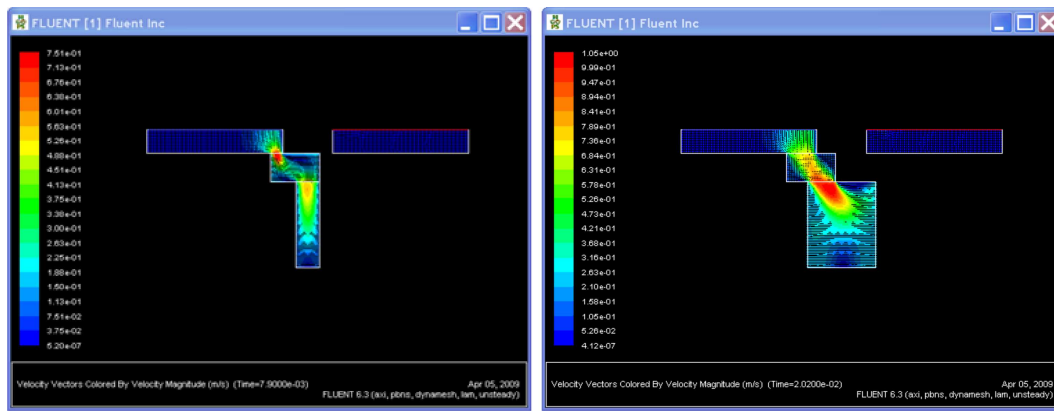 FLUENT [1] Fluent Inc
7.51e-01
7.13e-01
6.76e-01
6.38e-01
6.01e-01
5.63e-01
5.26e-01
4.88e-01
4.51e-01
4.13e-01
3.75e-01
3.38e-01
3.00e-01
2.63e-01
2.25e-01
1.88e-01
1.50e-01
1.13e-01
7.51e-02
3.75e-02
5.20e-07
Velocity Vectors Colored By Velocity Magnitude (m/s) (Time=7.9000e-03)
Apr 05, 2009
FLUENT 6.3 (axi, pbns, dynamesh, lam, unsteady)
FLUENT [1] Fluent Inc
1.05e+00
9.99e-01
9.47e-01
8.94e-01
8.41e-01
7.89e-01
7.36e-01
6.84e-01
6.31e-01
5.78e-01
5.26e-01
4.73e-01
4.21e-01
3.68e-01
3.16e-01
2.63e-01
2.10e-01
1.58e-01
1.05e-01
5.26e-02
4.12e-07
Velocity Vectors Colored By Velocity Magnitude (m/s) (Time=2.0200e-02)
Apr 05, 2009
FLUENT 6.3 (axi, pbns, dynamesh, lam, unsteady)